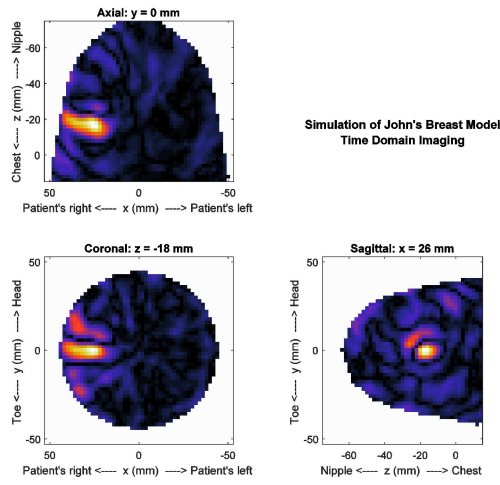 Axial: y = 0 mm
Chest <---- z (mm) ----> Nipple
-60
-40
-20
0
50
0
-50
Patient's right <---- x (mm) ----> Patient's left
Simulation of John's Breast Model
Time Domain Imaging
Coronal: z = -18 mm
Toe <---- y (mm) ----> Head
50
0
-50
50
0
-50
Patient's right <---- x (mm) ----> Patient's left
Sagittal: x = 26 mm
Toe <---- y (mm) ----> Head
50
0
-50
-60
-40
-20
0
Nipple <---- z (mm) ----> Chest